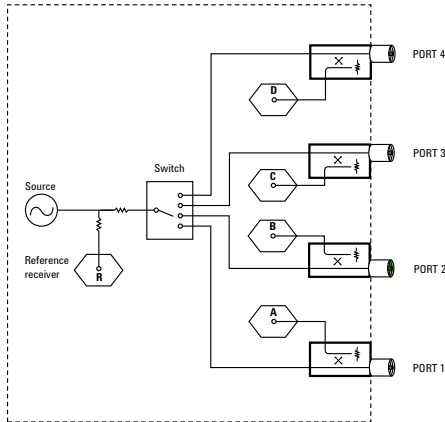 PORT 4
D
PORT 3
Switch
C
Source
B
Reference
receiver
R
PORT 2
A
PORT 1